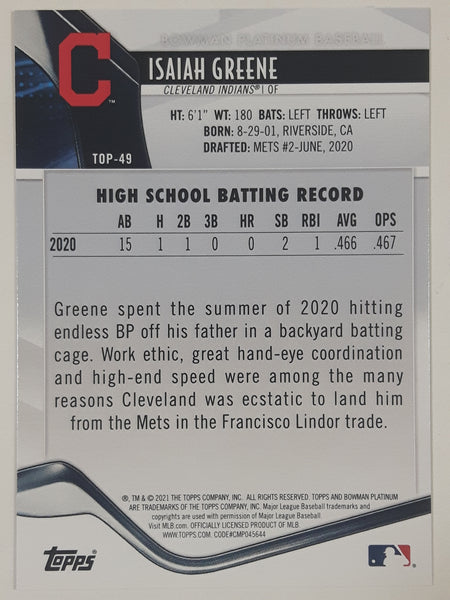 BOWMAN PLATINUM BASEBALL
C
TM
ISAIAH GREENE
CLEVELAND INDIANS® | OF
TOP-49
HT: 6'1" WT: 180 BATS: LEFT THROWS: LEFT
BORN: 8-29-01, RIVERSIDE, CA
DRAFTED: METS #2-JUNE, 2020
HIGH SCHOOL BATTING RECORD
AB H 2B 3B HR SB RBI AVG OPS
2020 15 1 1 0 0 2 1 .466 .467
Greene spent the summer of 2020 hitting
endless BP off his father in a backyard batting
cage. Work ethic, great hand-eye coordination
and high-end speed were among the many
reasons Cleveland was ecstatic to land him
from the Mets in the Francisco Lindor trade.
®, TM & © 2021 THE TOPPS COMPANY, INC. ALL RIGHTS RESERVED. TOPPS AND BOWMAN PLATINUM
ARE TRADEMARKS OF THE TOPPS COMPANY, INC. Major League Baseball trademarks and
copyrights are used with permission of Major League Baseball.
Visit MLB.com. OFFICIALLY LICENSED PRODUCT OF MLB.
WWW.TOPPS.COM. CODE#CMP045644
topps